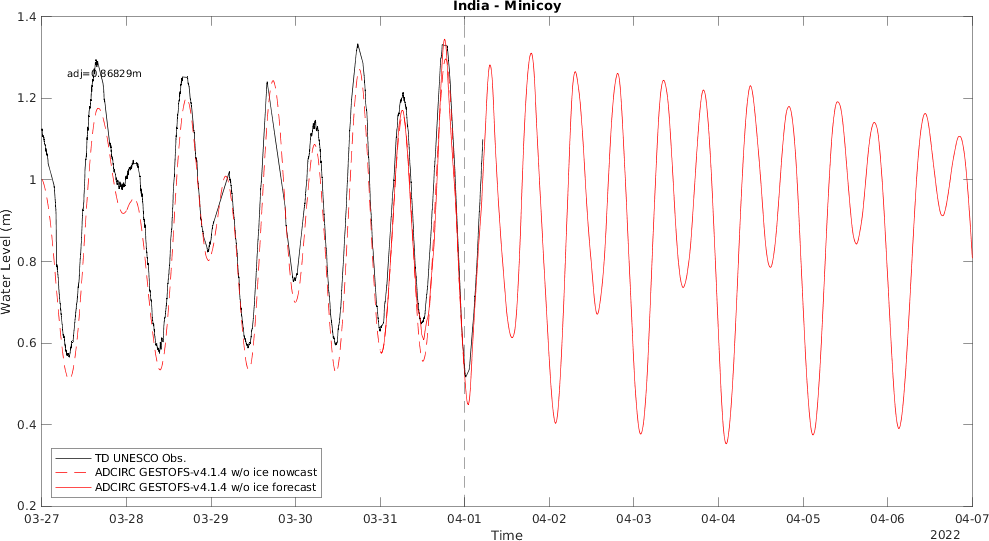 India - Minicoy
1.4
1.2
1
0.8
0.6
0.4
0.2
Water Level (m)
adj=0.86829m
TD UNESCO Obs.
ADCIRC GESTOFS-v4.1.4 w/o ice nowcast
ADCIRC GESTOFS-v4.1.4 w/o ice forecast
03-27 03-28 03-29 03-30 03-31 04-01 04-02 04-03 04-04 04-05 04-06 04-07
Time
2022